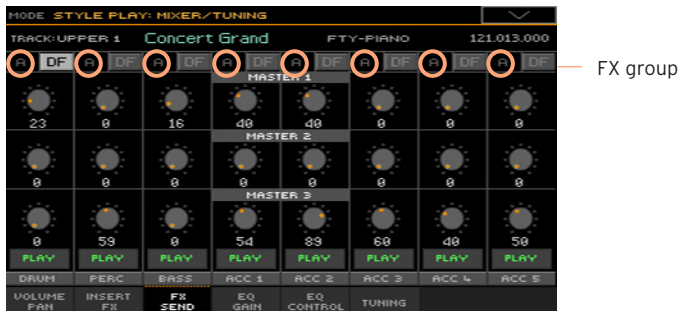 MODE STYLE PLAY: MIXER/TUNING
TRACK:UPPER 1 Concert Grand FTY-PIANO 121.013.000
A DF A DF A DF A DF A DF A DF A DF A DF
FX group
MASTER 1
23 0 16 40 40 0 0 0
MASTER 2
0 0 0 0 0 0 0 0
MASTER 3
0 59 0 54 89 60 40 50
PLAY PLAY PLAY PLAY PLAY PLAY PLAY PLAY
DRUM PERC BASS ACC 1 ACC 2 ACC 3 ACC 4 ACC 5
VOLUME INSERT FX EQ EQ TUNING
PAN FX SEND GAIN CONTROL